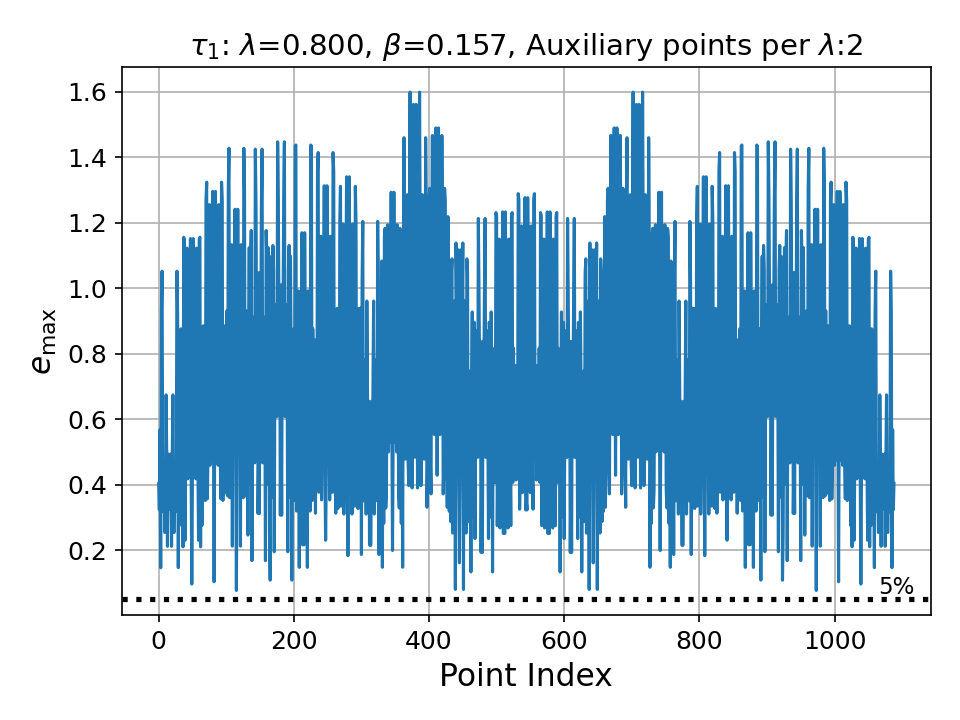 τ₁: λ=0.800, β=0.157, Auxiliary points per λ:2
e_max
1.6
1.4
1.2
1.0
0.8
0.6
0.4
0.2
5%
0 200 400 600 800 1000
Point Index